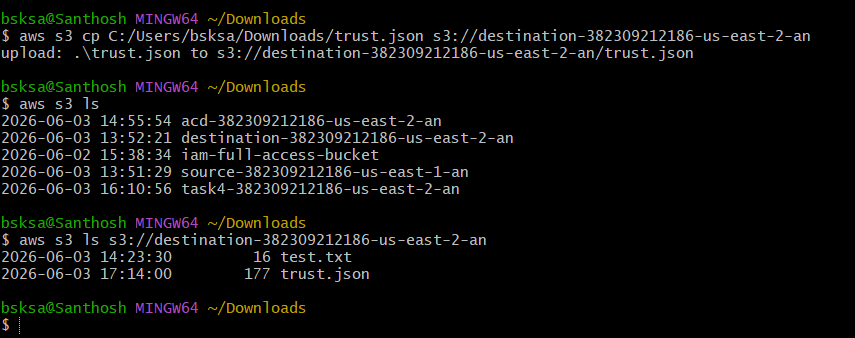 bsksa@Santhosh MINGW64 ~/Downloads
$ aws s3 cp C:/Users/bsksa/Downloads/trust.json s3://destination-382309212186-us-east-2-an
upload: .\trust.json to s3://destination-382309212186-us-east-2-an/trust.json
bsksa@Santhosh MINGW64 ~/Downloads
$ aws s3 ls
2026-06-03 14:55:54 acd-382309212186-us-east-2-an
2026-06-03 13:52:21 destination-382309212186-us-east-2-an
2026-06-02 15:38:34 iam-full-access-bucket
2026-06-03 13:51:29 source-382309212186-us-east-1-an
2026-06-03 16:10:56 task4-382309212186-us-east-2-an
bsksa@Santhosh MINGW64 ~/Downloads
$ aws s3 ls s3://destination-382309212186-us-east-2-an
2026-06-03 14:23:30         16 test.txt
2026-06-03 17:14:00        177 trust.json
bsksa@Santhosh MINGW64 ~/Downloads
$